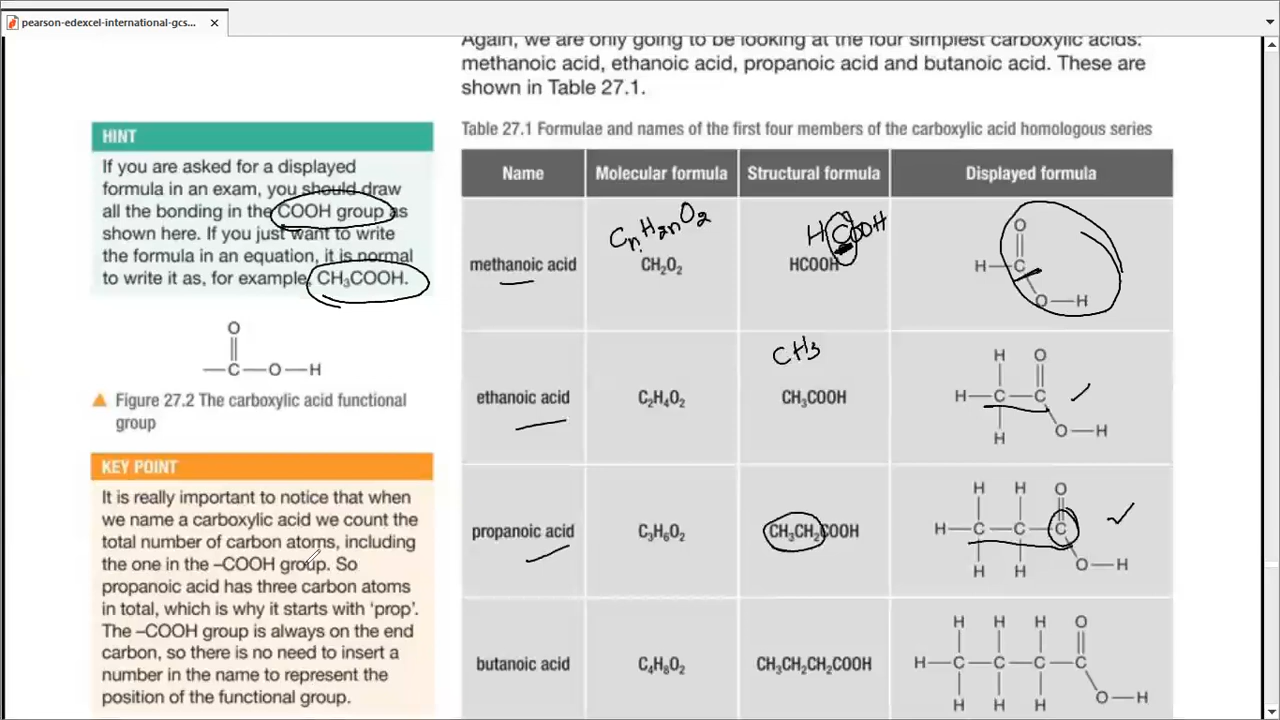 pearson-edexcel-international-gcs...
Again, we are only going to be looking at the four simplest carboxylic acids:
methanoic acid, ethanoic acid, propanoic acid and butanoic acid. These are
shown in Table 27.1.
HINT
If you are asked for a displayed
formula in an exam, you should draw
all the bonding in the COOH group as
shown here. If you just want to write
the formula in an equation, it is normal
to write it as, for example, CH₃COOH.
O
C O H
Figure 27.2 The carboxylic acid functional
group
KEY POINT
It is really important to notice that when
we name a carboxylic acid we count the
total number of carbon atoms, including
the one in the –COOH group. So
propanoic acid has three carbon atoms
in total, which is why it starts with ‘prop’.
The –COOH group is always on the end
carbon, so there is no need to insert a
number in the name to represent the
position of the functional group.
Table 27.1 Formulae and names of the first four members of the carboxylic acid homologous series
Name Molecular formula Structural formula Displayed formula
CnH2nO2 HCOOH
O
methanoic acid CH₂O₂ HCOOH H C
O H
CH3
H O
ethanoic acid C₂H₄O₂ CH₃COOH H C C
H O H
H H O
propanoic acid C₃H₆O₂ CH₃CH₂COOH H C C C
H H O H
H H H O
butanoic acid C₄H₈O₂ CH₃CH₂CH₂COOH H C C C C
H H H O H